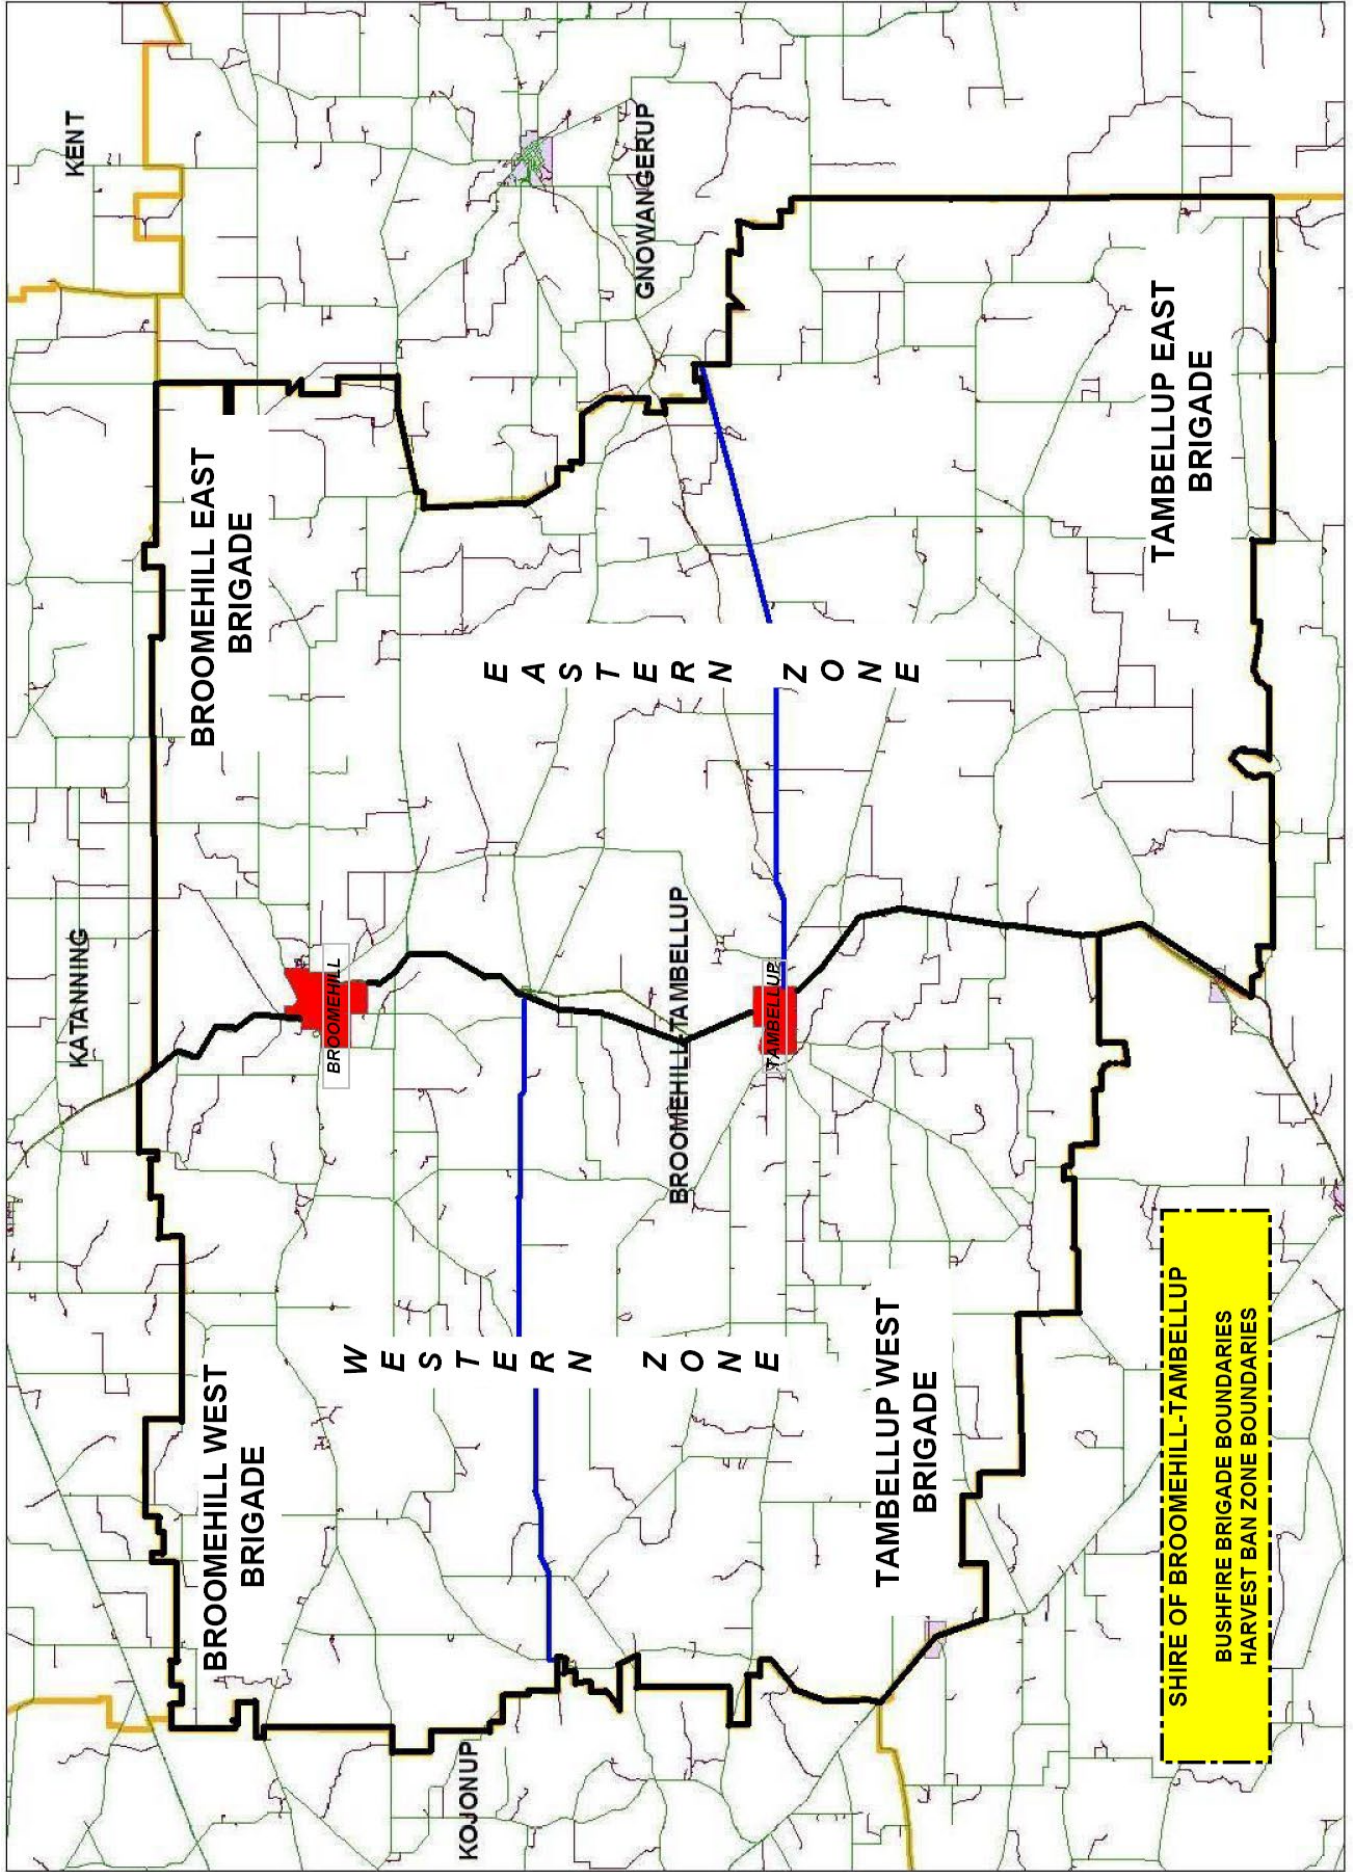 KENT
KATANNING
BROOMEHILL WEST
BRIGADE
BROOMEHILL EAST
BRIGADE
BROOMEHILL
KOJONUP
WESTERN ZONE
EASTERN ZONE
GNOWANGERUP
BROOMEHILL-TAMBELLUP
TAMBELLUP
TAMBELLUP WEST
BRIGADE
TAMBELLUP EAST
BRIGADE
SHIRE OF BROOMEHILL-TAMBELLUP
BUSHFIRE BRIGADE BOUNDARIES
HARVEST BAN ZONE BOUNDARIES